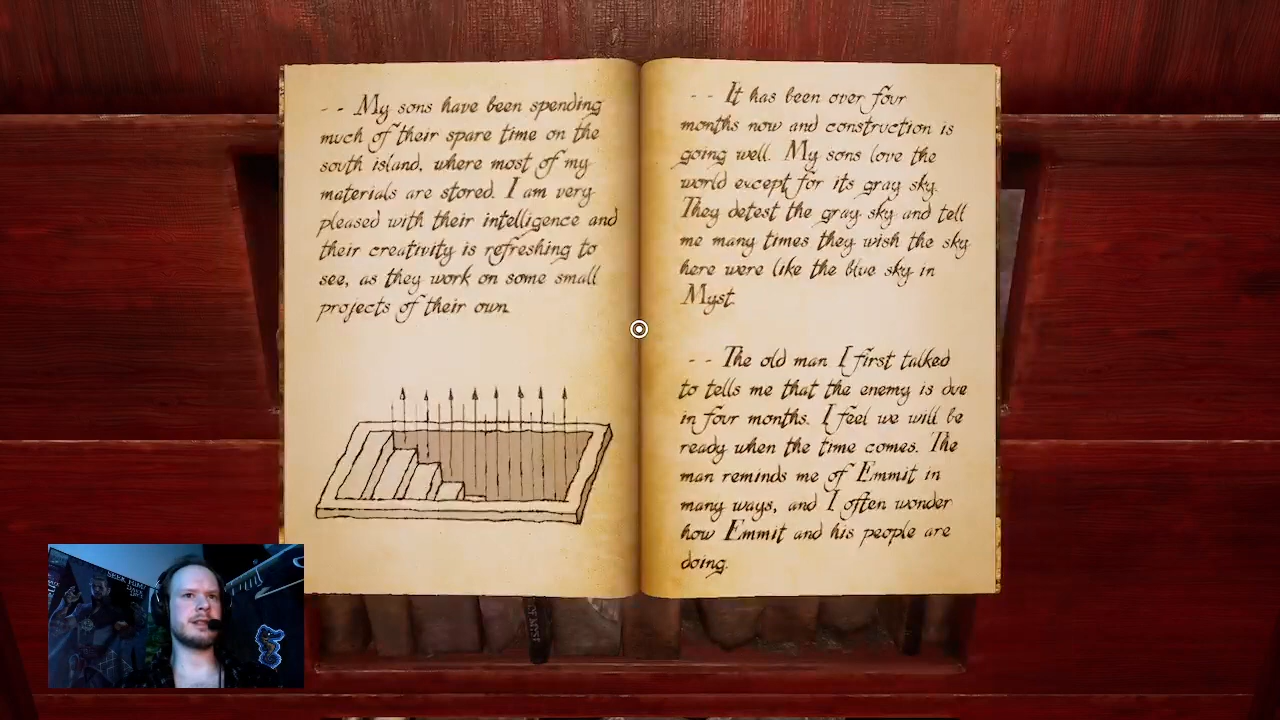 -- My sons have been spending
much of their spare time on the
south island, where most of my
materials are stored. I am very
pleased with their intelligence and
their creativity is refreshing to
see, as they work on some small
projects of their own.
-- It has been over four
months now and construction is
going well. My sons love the
world except for its gray sky.
They detest the gray sky and tell
me many times they wish the sky
here were like the blue sky in
Myst.
-- The old man I first talked
to tells me that the enemy is due
in four months. I feel we will be
ready when the time comes. The
man reminds me of Emmit in
many ways, and I often wonder
how Emmit and his people are
doing.
OF MYST